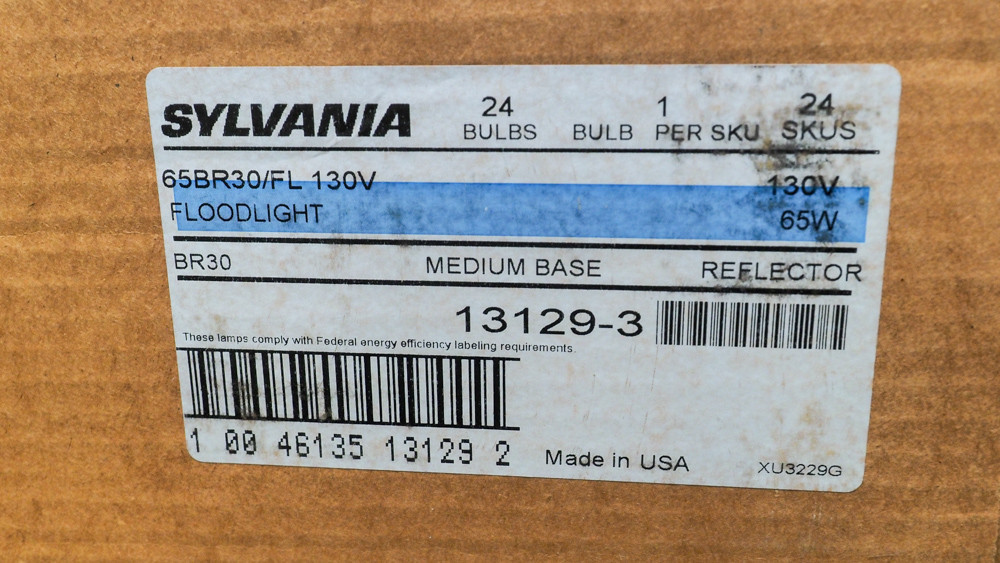 SYLVANIA 24 1 24
BULBS BULB PER SKU SKUS
65BR30/FL 130V 130V
FLOODLIGHT 65W
BR30 MEDIUM BASE REFLECTOR
13129-3
These lamps comply with Federal energy efficiency labeling requirements.
1 00 46135 13129 2
Made in USA XU3229G